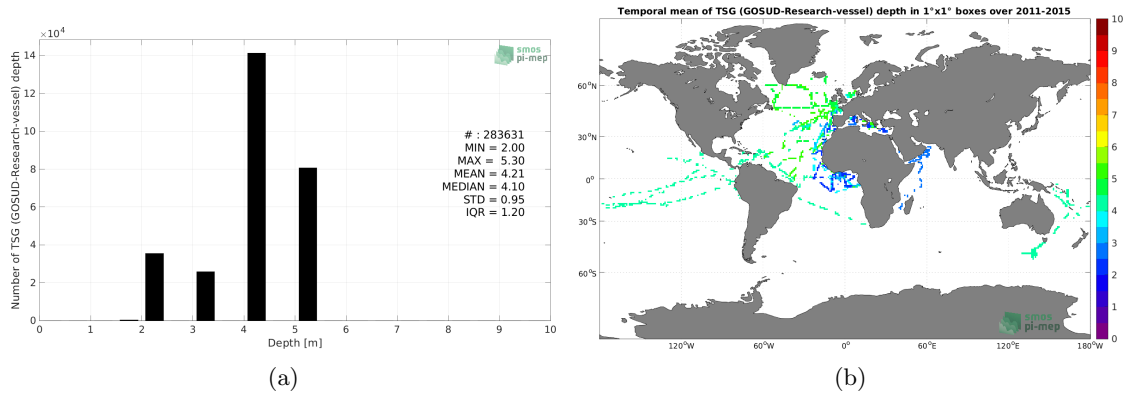 ×10⁴
Number of TSG (GOSUD-Research-vessel) depth
14
12
10
8
6
4
2
0
0 1 2 3 4 5 6 7 8 9 10
Depth [m]
smos
pi-mep
# : 283631
MIN = 2.00
MAX = 5.30
MEAN = 4.21
MEDIAN = 4.10
STD = 0.95
IQR = 1.20
(a)
Temporal mean of TSG (GOSUD-Research-vessel) depth in 1°x1° boxes over 2011-2015
60°N
30°N
0°
30°S
60°S
120°W 60°W 0° 60°E 120°E 180°W
smos
pi-mep
10
9
8
7
6
5
4
3
2
1
0
(b)